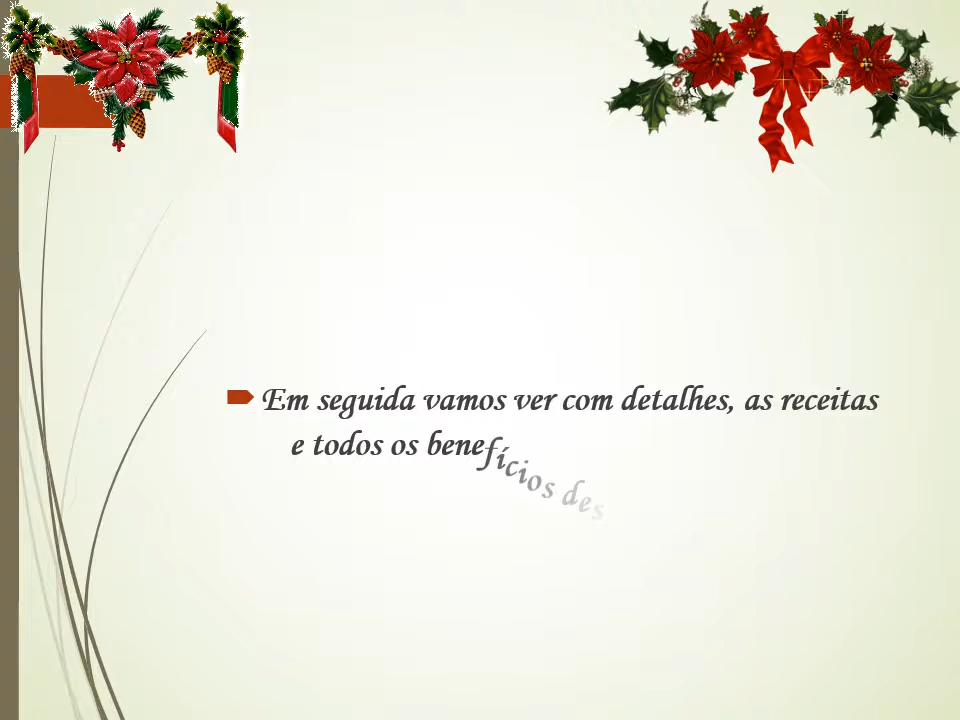 Em seguida vamos ver com detalhes, as receitas
e todos os benefícios des